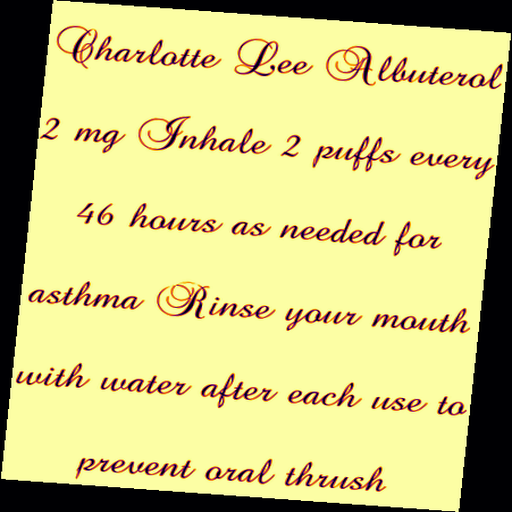 Charlotte Lee Albuterol
2 mg Inhale 2 puffs every
46 hours as needed for
asthma Rinse your mouth
with water after each use to
prevent oral thrush